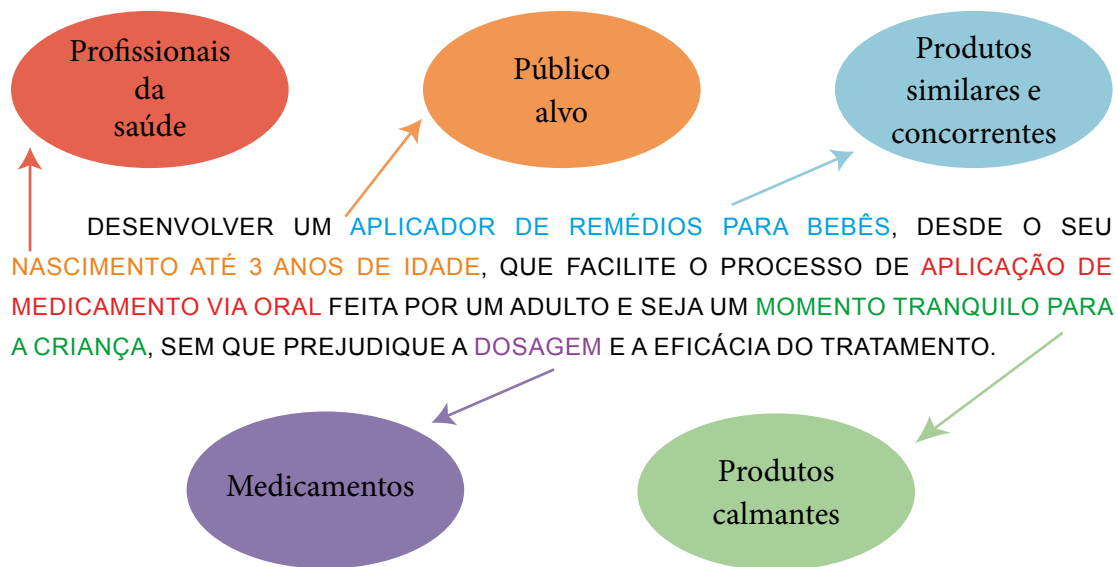 Profissionais
da
saúde
Público
alvo
Produtos
similares e
concorrentes
DESENVOLVER UM APLICADOR DE REMÉDIOS PARA BEBÊS, DESDE O SEU
NASCIMENTO ATÉ 3 ANOS DE IDADE, QUE FACILITE O PROCESSO DE APLICAÇÃO DE
MEDICAMENTO VIA ORAL FEITA POR UM ADULTO E SEJA UM MOMENTO TRANQUILO PARA
A CRIANÇA, SEM QUE PREJUDIQUE A DOSAGEM E A EFICÁCIA DO TRATAMENTO.
Medicamentos
Produtos
calmantes